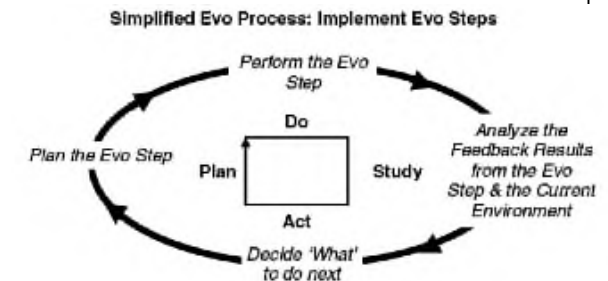 Simplified Evo Process: Implement Evo Steps
Perform the Evo
Step
Do
Plan the Evo Step
Plan
Study
Analyze the
Feedback Results
from the Evo
Step & the Current
Environment
Act
Decide 'What'
to do next